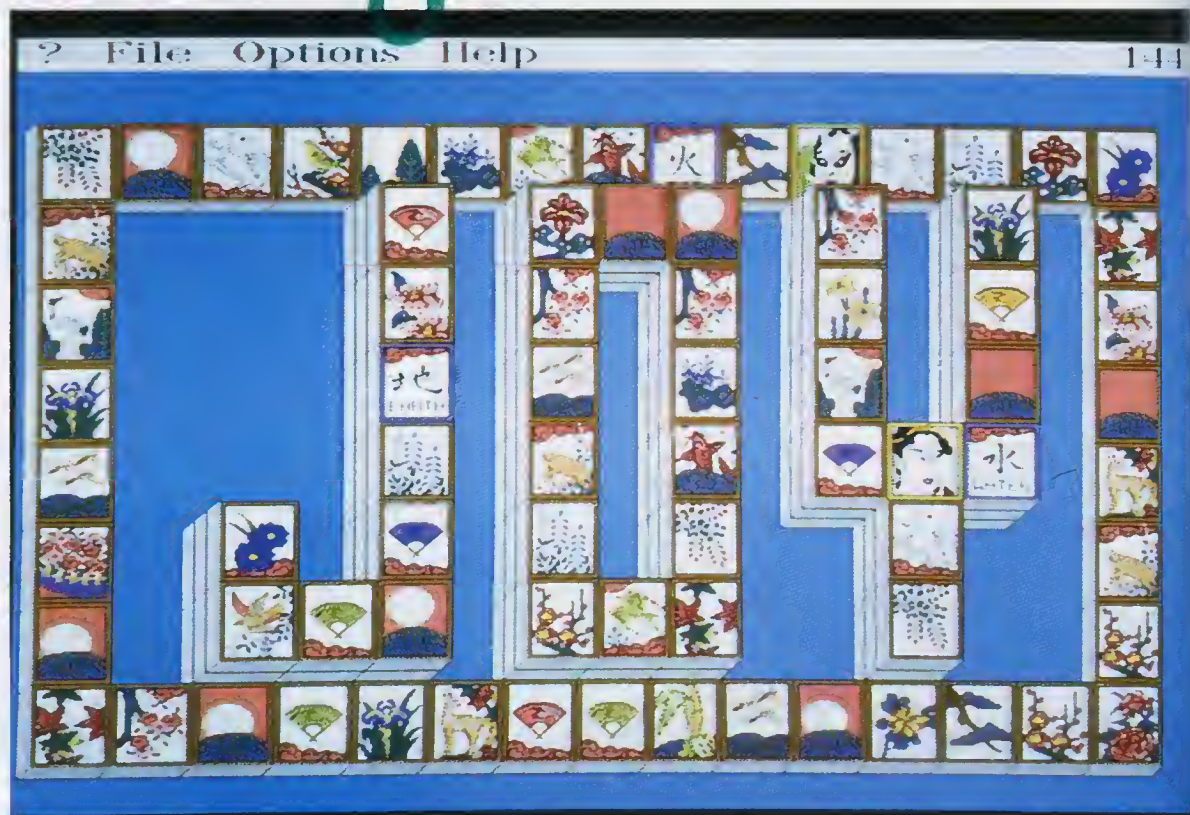 ? File Options Help 144
火
地
EARTH
水
WATER